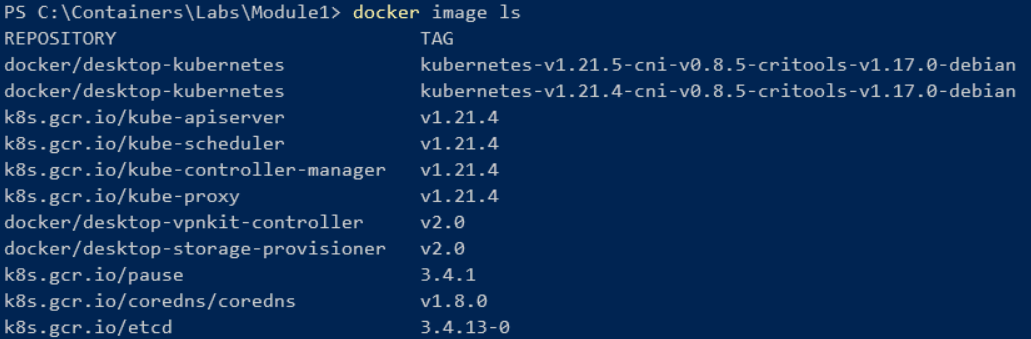 PS C:\Containers\Labs\Module1> docker image ls
REPOSITORY TAG
docker/desktop-kubernetes kubernetes-v1.21.5-cni-v0.8.5-critools-v1.17.0-debian
docker/desktop-kubernetes kubernetes-v1.21.4-cni-v0.8.5-critools-v1.17.0-debian
k8s.gcr.io/kube-apiserver v1.21.4
k8s.gcr.io/kube-scheduler v1.21.4
k8s.gcr.io/kube-controller-manager v1.21.4
k8s.gcr.io/kube-proxy v1.21.4
docker/desktop-vpnkit-controller v2.0
docker/desktop-storage-provisioner v2.0
k8s.gcr.io/pause 3.4.1
k8s.gcr.io/coredns/coredns v1.8.0
k8s.gcr.io/etcd 3.4.13-0